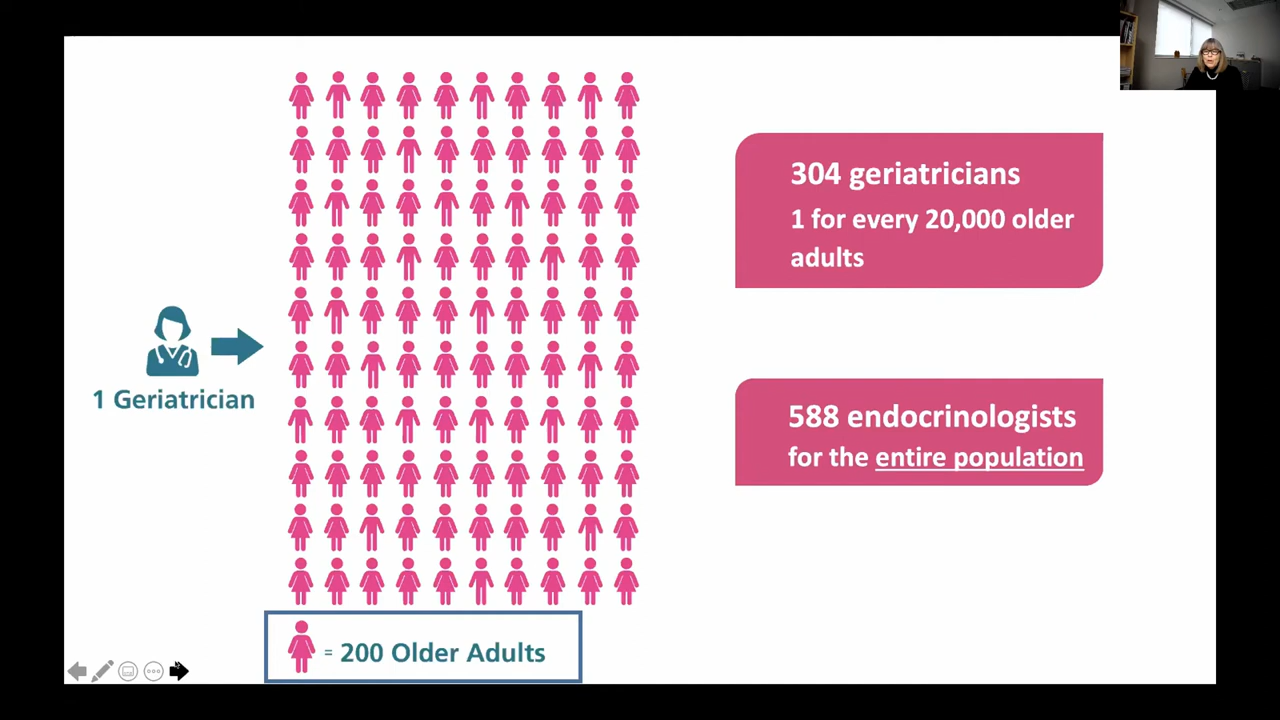 304 geriatricians
1 for every 20,000 older
adults
1 Geriatrician
588 endocrinologists
for the entire population
= 200 Older Adults